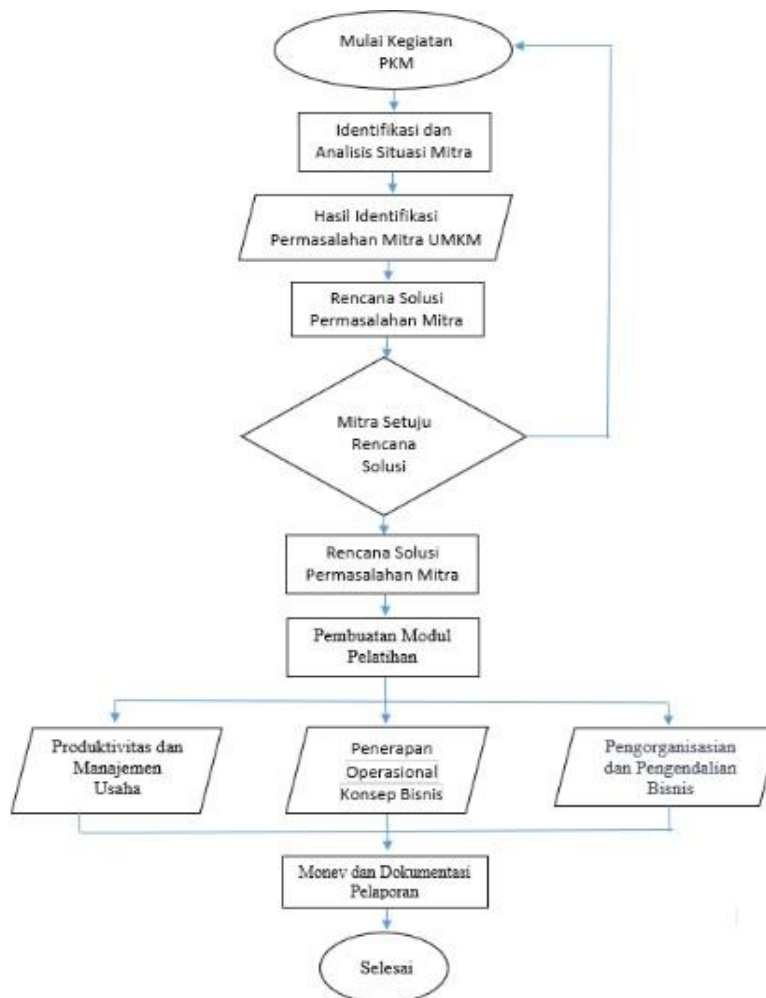 Mulai Kegiatan
PKM
Identifikasi dan
Analisis Situasi Mitra
Hasil Identifikasi
Permasalahan Mitra UMKM
Rencana Solusi
Permasalahan Mitra
Mitra Setuju
Rencana
Solusi
Rencana Solusi
Permasalahan Mitra
Pembuatan Modul
Pelatihan
Produktivitas dan
Manajemen
Usaha
Penerapan
Operasional
Konsep Bisnis
Pengorganisasian
dan Pengendalian
Bisnis
Monev dan Dokumentasi
Pelaporan
Selesai